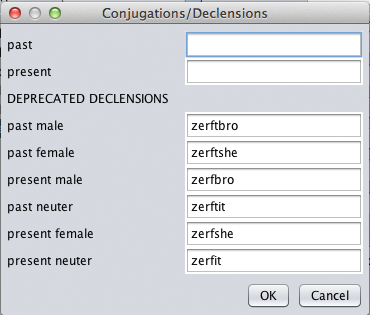 Conjugations/Declensions
past
present
DEPRECATED DECLENSIONS
past male zerftbro
past female zerftshe
present male zerfbro
past neuter zerftit
present female zerfshe
present neuter zerfit
OK Cancel